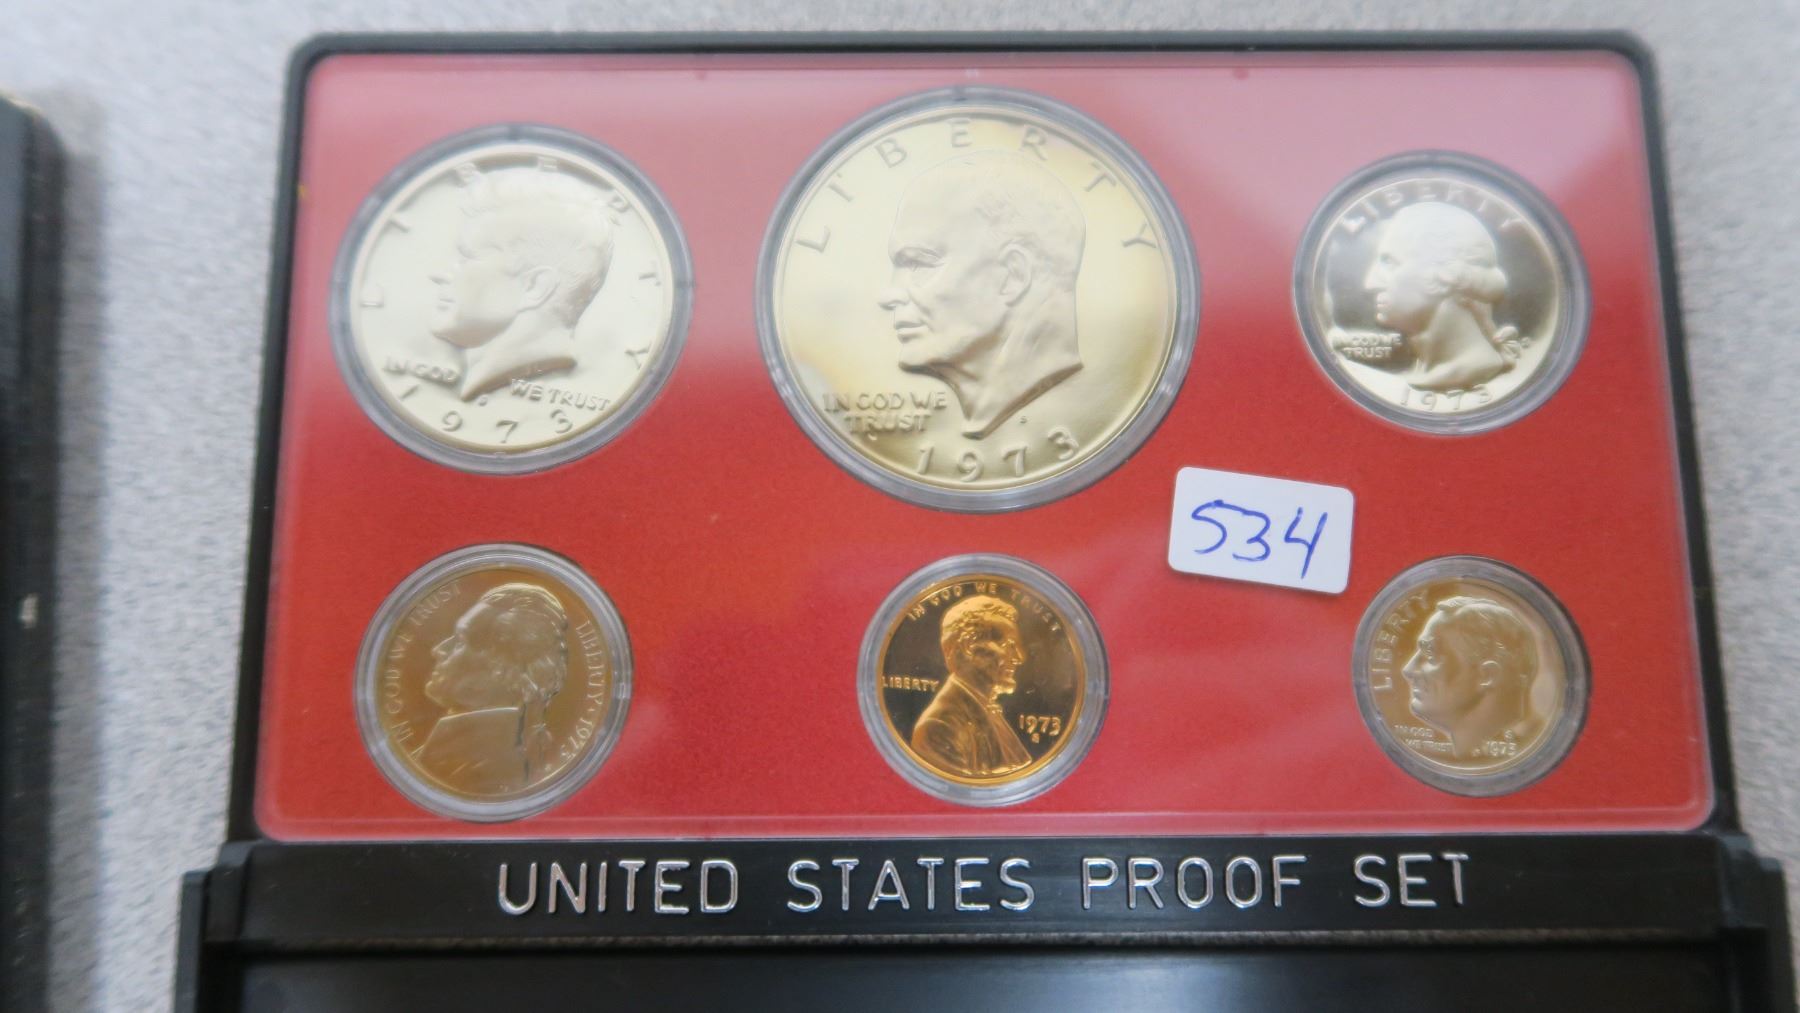 LIBERTY
IN GOD WE TRUST
1973
LIBERTY
IN GOD WE
TRUST
S
1973
LIBERTY
IN GOD WE
TRUST
1973
534
IN GOD WE TRUST
LIBERTY · 1973
IN GOD WE TRUST
LIBERTY
1973
S
LIBERTY
IN GOD
WE TRUST
S
1973
UNITED STATES PROOF SET